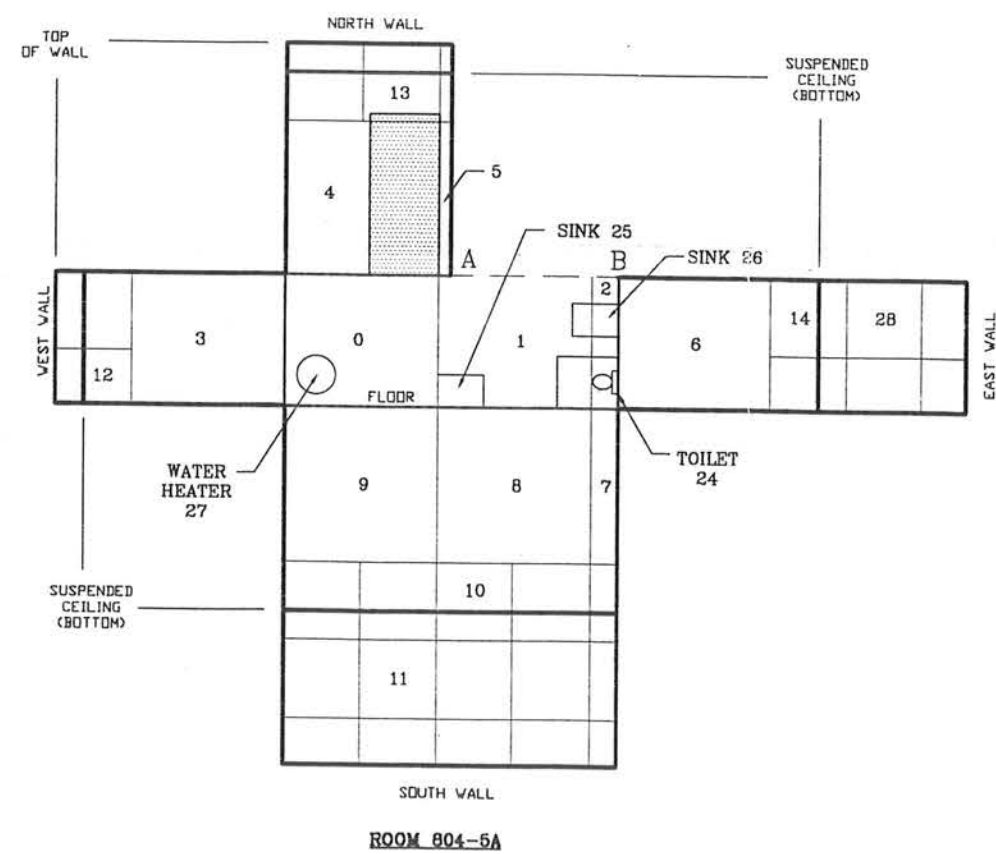 NORTH WALL
TOP
OF WALL
SUSPENDED
CEILING
(BOTTOM)
13
4
5
SINK 25
A
B
SINK 26
2
WEST WALL
3
0
1
6
14
28
EAST WALL
12
FLOOR
WATER
HEATER
27
9
8
7
TOILET
24
SUSPENDED
CEILING
(BOTTOM)
10
11
SOUTH WALL
ROOM 804-5A